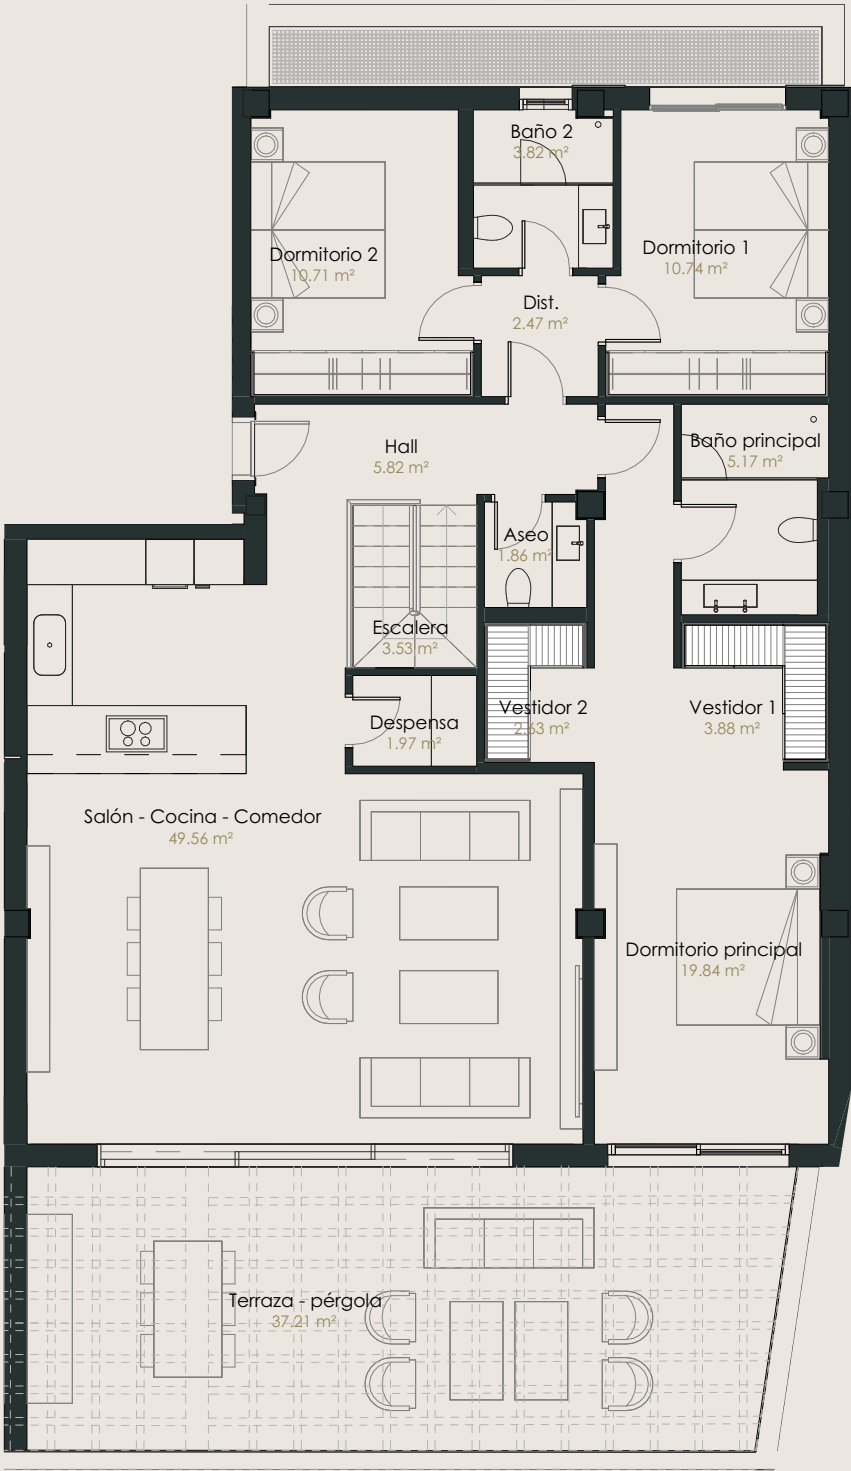 Baño 2
3.82 m²
Dormitorio 2
10.71 m²
Dormitorio 1
10.74 m²
Dist.
2.47 m²
Hall
5.82 m²
Baño principal
5.17 m²
Aseo
1.86 m²
Escalera
3.53 m²
Despensa
1.97 m²
Vestidor 2
2.63 m²
Vestidor 1
3.88 m²
Salón - Cocina - Comedor
49.56 m²
Dormitorio principal
19.84 m²
Terraza - pérgola
37.21 m²